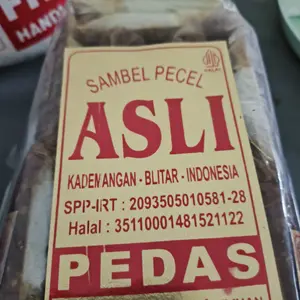 SAMBEL PECEL
ASLI
KADEMANGAN - BLITAR - INDONESIA
SPP-IRT : 2093505010581-28
Halal : 35110001481521122
PEDAS